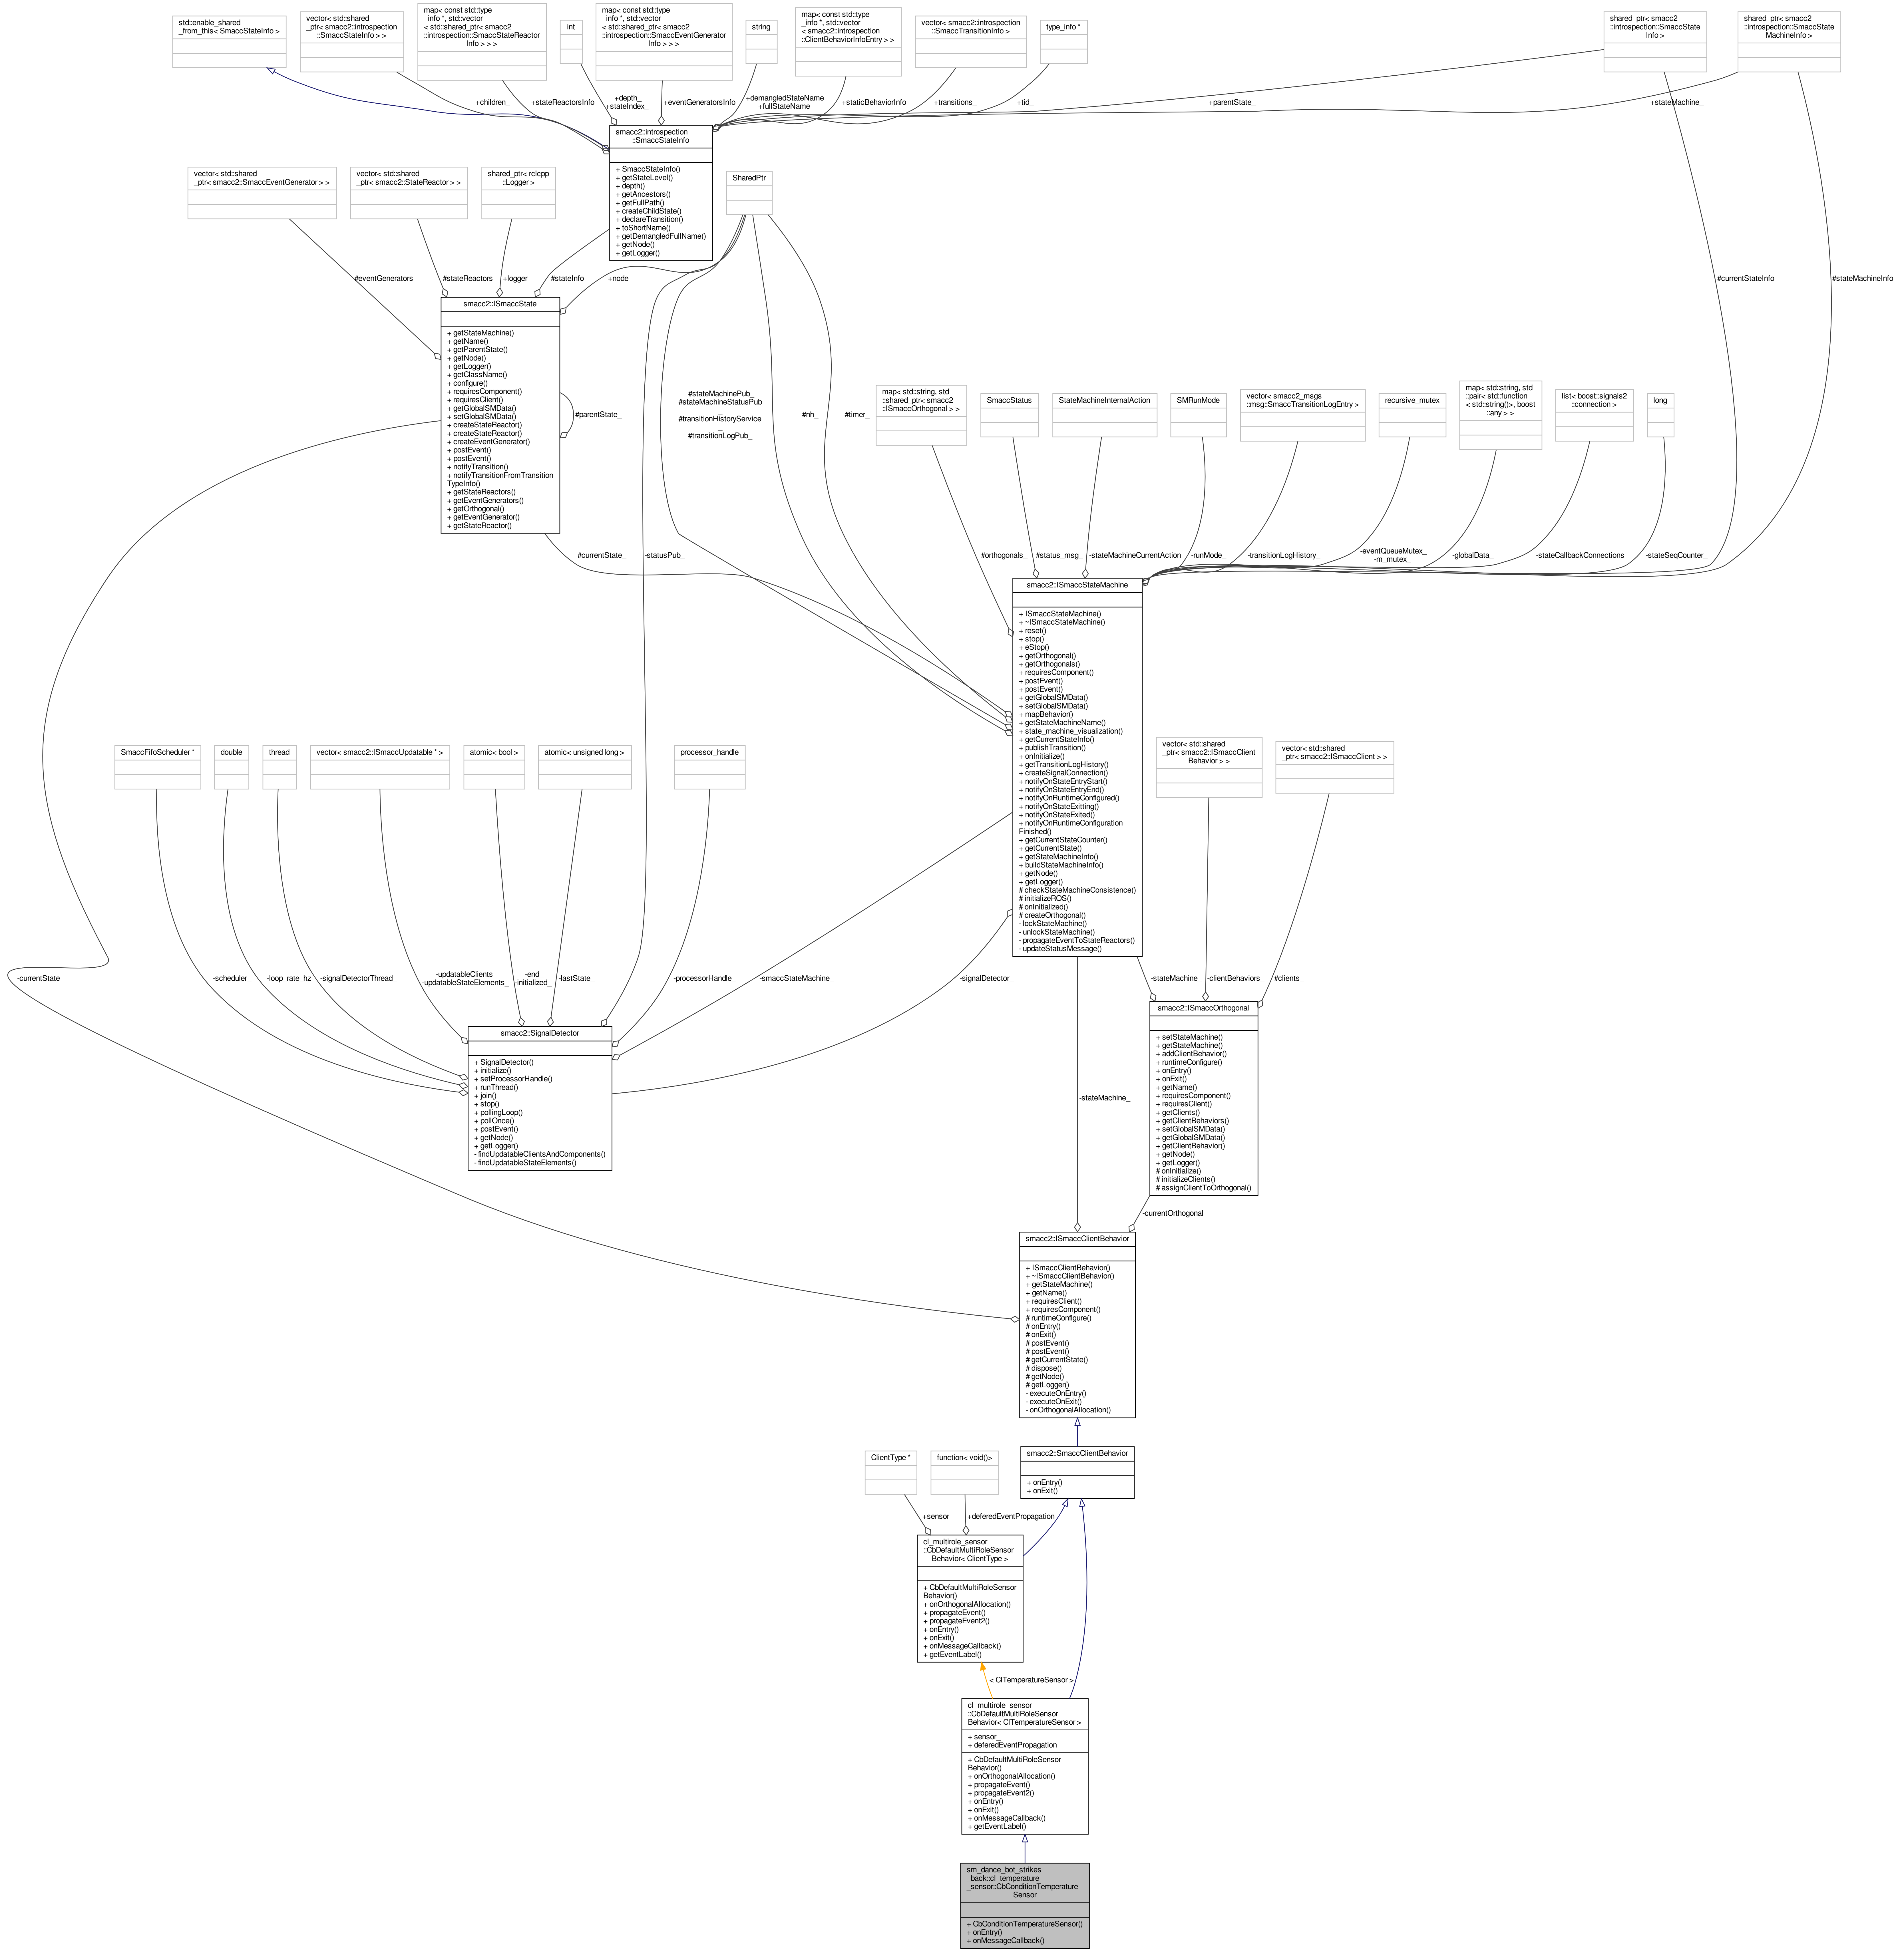 std::enable_shared
_from_this< SmaccStateInfo >
vector< std::shared
_ptr< smacc2::introspection
::SmaccStateInfo > >
map< const std::type
_info *, std::vector
< std::shared_ptr< smacc2
::introspection::SmaccStateReactor
Info > > >
int
map< const std::type
_info *, std::vector
< std::shared_ptr< smacc2
::introspection::SmaccEventGenerator
Info > > >
string
map< const std::type
_info *, std::vector
< smacc2::introspection
::ClientBehaviorInfoEntry > >
vector< smacc2::introspection
::SmaccTransitionInfo >
type_info *
shared_ptr< smacc2
::introspection::SmaccState
Info >
shared_ptr< smacc2
::introspection::SmaccState
MachineInfo >
+children_
+stateReactorsInfo
+depth_
+stateIndex_
+eventGeneratorsInfo
+demangledStateName
+fullStateName
+staticBehaviorInfo
+transitions_
+tid_
+parentState_
+stateMachine_
smacc2::introspection
::SmaccStateInfo
+ SmaccStateInfo()
+ getStateLevel()
+ depth()
+ getAncestors()
+ getFullPath()
+ createChildState()
+ declareTransition()
+ toShortName()
+ getDemangledFullName()
+ getNode()
+ getLogger()
vector< std::shared
_ptr< smacc2::SmaccEventGenerator > >
vector< std::shared
_ptr< smacc2::StateReactor > >
shared_ptr< rclcpp
::Logger >
SharedPtr
#eventGenerators_
#stateReactors_
+logger_
#stateInfo_
+node_
#currentStateInfo_
#stateMachineInfo_
smacc2::ISmaccState
+ getStateMachine()
+ getName()
+ getParentState()
+ getNode()
+ getLogger()
+ getClassName()
+ configure()
+ requiresComponent()
+ requiresClient()
+ getGlobalSMData()
+ setGlobalSMData()
+ createStateReactor()
+ createStateReactor()
+ createEventGenerator()
+ postEvent()
+ postEvent()
+ notifyTransition()
+ notifyTransitionFromTransition
TypeInfo()
+ getStateReactors()
+ getEventGenerators()
+ getOrthogonal()
+ getEventGenerator()
+ getStateReactor()
#parentState_
#stateMachinePub_
#stateMachineStatusPub
_
#transitionHistoryService
_
#transitionLogPub_
#nh_
#timer_
map< std::string, std
::shared_ptr< smacc2
::ISmaccOrthogonal > >
SmaccStatus
StateMachineInternalAction
SMRunMode
vector< smacc2_msgs
::msg::SmaccTransitionLogEntry >
recursive_mutex
map< std::string, std
::pair< std::function
< std::string()>, boost
::any > >
list< boost::signals2
::connection >
long
#currentState_
-statusPub_
#orthogonals_
#status_msg_
-stateMachineCurrentAction
-runMode_
-transitionLogHistory_
-eventQueueMutex_
-m_mutex_
-globalData_
-stateCallbackConnections
-stateSeqCounter_
smacc2::ISmaccStateMachine
+ ISmaccStateMachine()
+ ~ISmaccStateMachine()
+ reset()
+ stop()
+ eStop()
+ getOrthogonal()
+ getOrthogonals()
+ requiresComponent()
+ postEvent()
+ postEvent()
+ getGlobalSMData()
+ setGlobalSMData()
+ mapBehavior()
+ getStateMachineName()
+ state_machine_visualization()
+ getCurrentStateInfo()
+ publishTransition()
+ onInitialize()
+ getTransitionLogHistory()
+ createSignalConnection()
+ notifyOnStateEntryStart()
+ notifyOnStateEntryEnd()
+ notifyOnRuntimeConfigured()
+ notifyOnStateExitting()
+ notifyOnStateExited()
+ notifyOnRuntimeConfiguration
Finished()
+ getCurrentStateCounter()
+ getCurrentState()
+ getStateMachineInfo()
+ buildStateMachineInfo()
+ getNode()
+ getLogger()
# checkStateMachineConsistence()
# initializeROS()
# onInitialized()
# createOrthogonal()
- lockStateMachine()
- unlockStateMachine()
- propagateEventToStateReactors()
- updateStatusMessage()
SmaccFifoScheduler *
double
thread
vector< smacc2::ISmaccUpdatable * >
atomic< bool >
atomic< unsigned long >
processor_handle
vector< std::shared
_ptr< smacc2::ISmaccClient
Behavior > >
vector< std::shared
_ptr< smacc2::ISmaccClient > >
-currentState
-scheduler_
-loop_rate_hz
-signalDetectorThread_
-updatableClients_
-updatableStateElements_
-end_
-initialized_
-lastState_
-processorHandle_
-smaccStateMachine_
-signalDetector_
-stateMachine_
-clientBehaviors_
#clients_
smacc2::SignalDetector
+ SignalDetector()
+ initialize()
+ setProcessorHandle()
+ runThread()
+ join()
+ stop()
+ pollingLoop()
+ pollOnce()
+ postEvent()
+ getNode()
+ getLogger()
- findUpdatableClientsAndComponents()
- findUpdatableStateElements()
smacc2::ISmaccOrthogonal
+ setStateMachine()
+ getStateMachine()
+ addClientBehavior()
+ runtimeConfigure()
+ onEntry()
+ onExit()
+ getName()
+ requiresComponent()
+ requiresClient()
+ getClients()
+ getClientBehaviors()
+ setGlobalSMData()
+ getGlobalSMData()
+ getClientBehavior()
+ getNode()
+ getLogger()
# onInitialize()
# initializeClients()
# assignClientToOrthogonal()
-stateMachine_
-currentOrthogonal
smacc2::ISmaccClientBehavior
+ ISmaccClientBehavior()
+ ~ISmaccClientBehavior()
+ getStateMachine()
+ getName()
+ requiresClient()
+ requiresComponent()
# runtimeConfigure()
# onEntry()
# onExit()
# postEvent()
# postEvent()
# getCurrentState()
# dispose()
# getNode()
# getLogger()
- executeOnEntry()
- executeOnExit()
- onOrthogonalAllocation()
ClientType *
function< void()>
smacc2::SmaccClientBehavior
+ onEntry()
+ onExit()
+sensor_
+deferedEventPropagation
cl_multirole_sensor
::CbDefaultMultiRoleSensor
Behavior< ClientType >
+ CbDefaultMultiRoleSensor
Behavior()
+ onOrthogonalAllocation()
+ propagateEvent()
+ propagateEvent2()
+ onEntry()
+ onExit()
+ onMessageCallback()
+ getEventLabel()
< ClTemperatureSensor >
cl_multirole_sensor
::CbDefaultMultiRoleSensor
Behavior< ClTemperatureSensor >
+ sensor_
+ deferedEventPropagation
+ CbDefaultMultiRoleSensor
Behavior()
+ onOrthogonalAllocation()
+ propagateEvent()
+ propagateEvent2()
+ onEntry()
+ onExit()
+ onMessageCallback()
+ getEventLabel()
sm_dance_bot_strikes
_back::cl_temperature
_sensor::CbConditionTemperature
Sensor
+ CbConditionTemperatureSensor()
+ onEntry()
+ onMessageCallback()